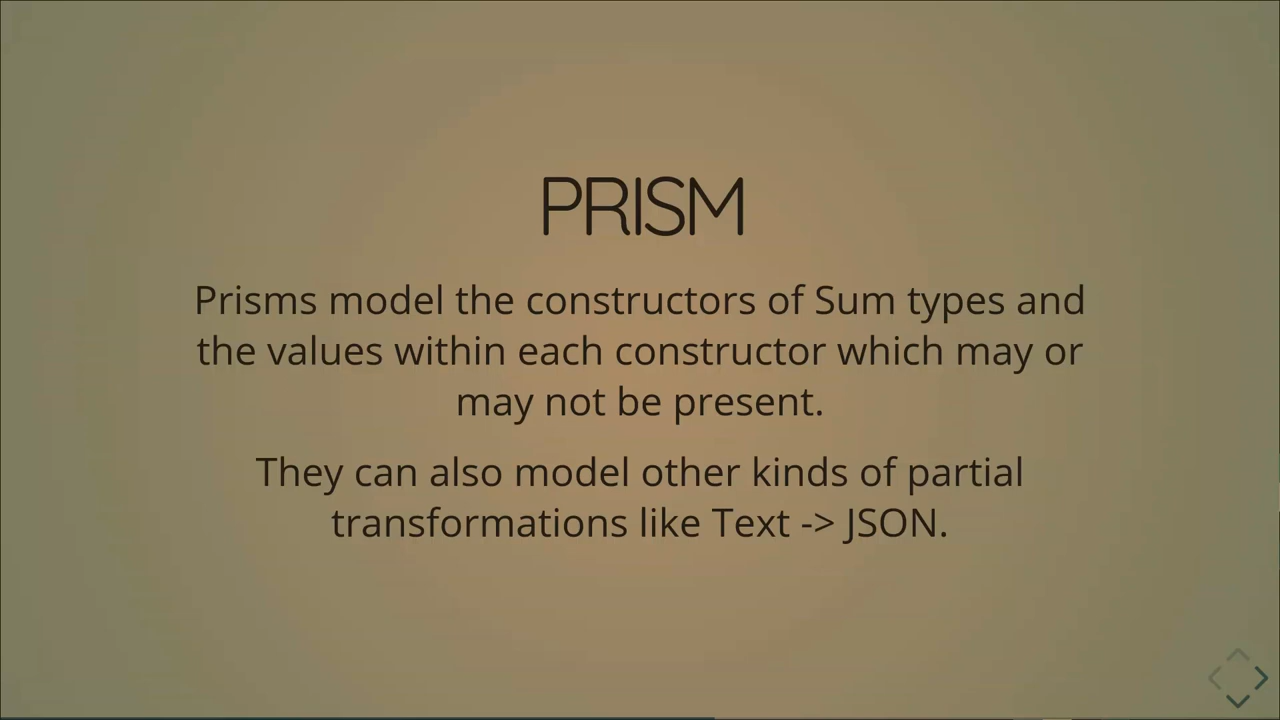 PRISM
Prisms model the constructors of Sum types and
the values within each constructor which may or
may not be present.
They can also model other kinds of partial
transformations like Text -> JSON.